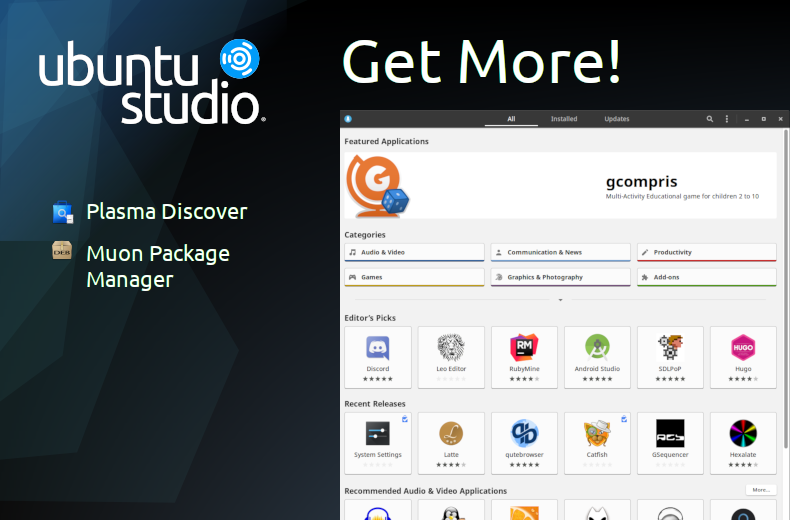 ubuntu
studio
Get More!
Plasma Discover
Muon Package
Manager
DEB
All Installed Updates
Featured Applications
G
gcompris
Multi-Activity Educational game for children 2 to 10
Categories
Audio & Video Communication & News Productivity
Games Graphics & Photography Add-ons
Editor's Picks
RM
HUGO
Discord Leo Editor RubyMine Android Studio SDLPoP Hugo
Recent Releases
System Settings Latte qutebrowser Catfish GSequencer Hexalate
Recommended Audio & Video Applications More...